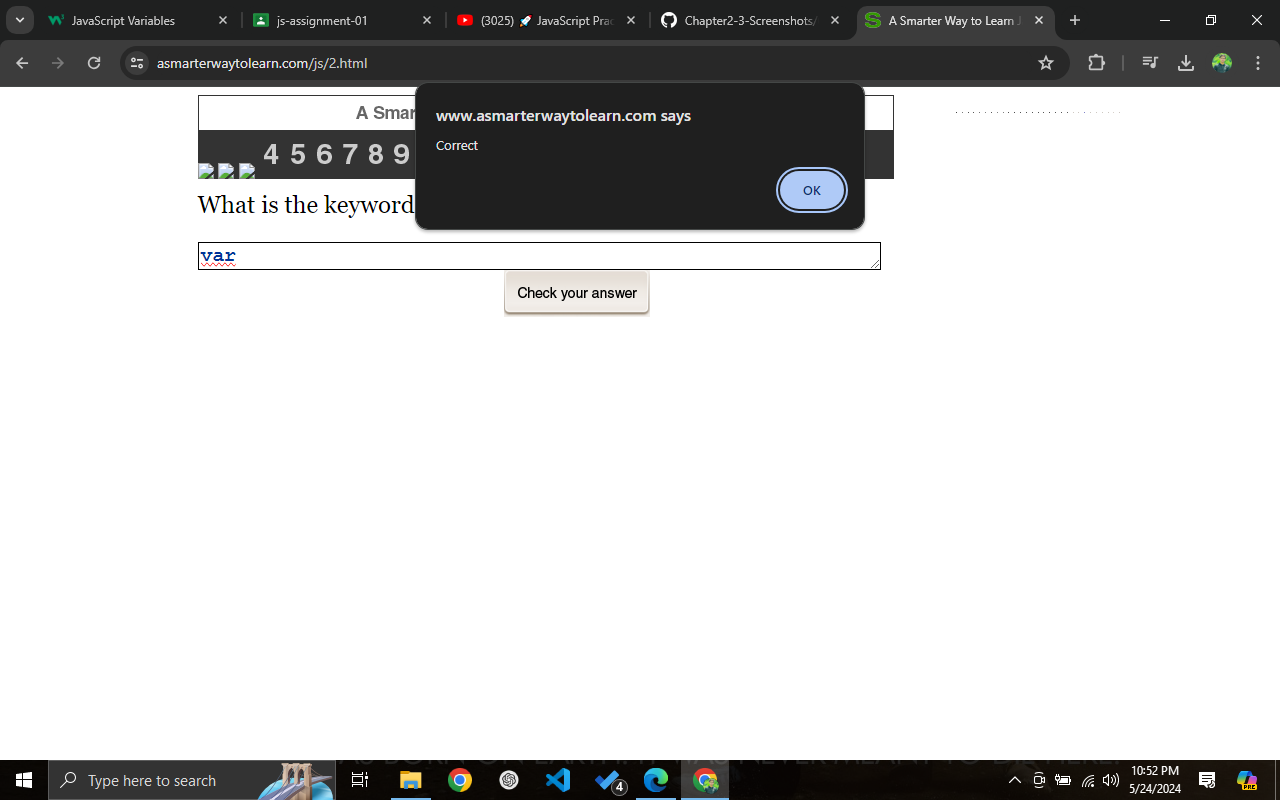 JavaScript Variables
js-assignment-01
(3025) 🚀 JavaScript Prac
Chapter2-3-Screenshots/
A Smarter Way to Learn J
asmarterwaytolearn.com/js/2.html
A Smar
www.asmarterwaytolearn.com says
Correct
OK
4 5 6 7 8 9
What is the keyword
var
Check your answer
Type here to search
4
10:52 PM
5/24/2024
PRE